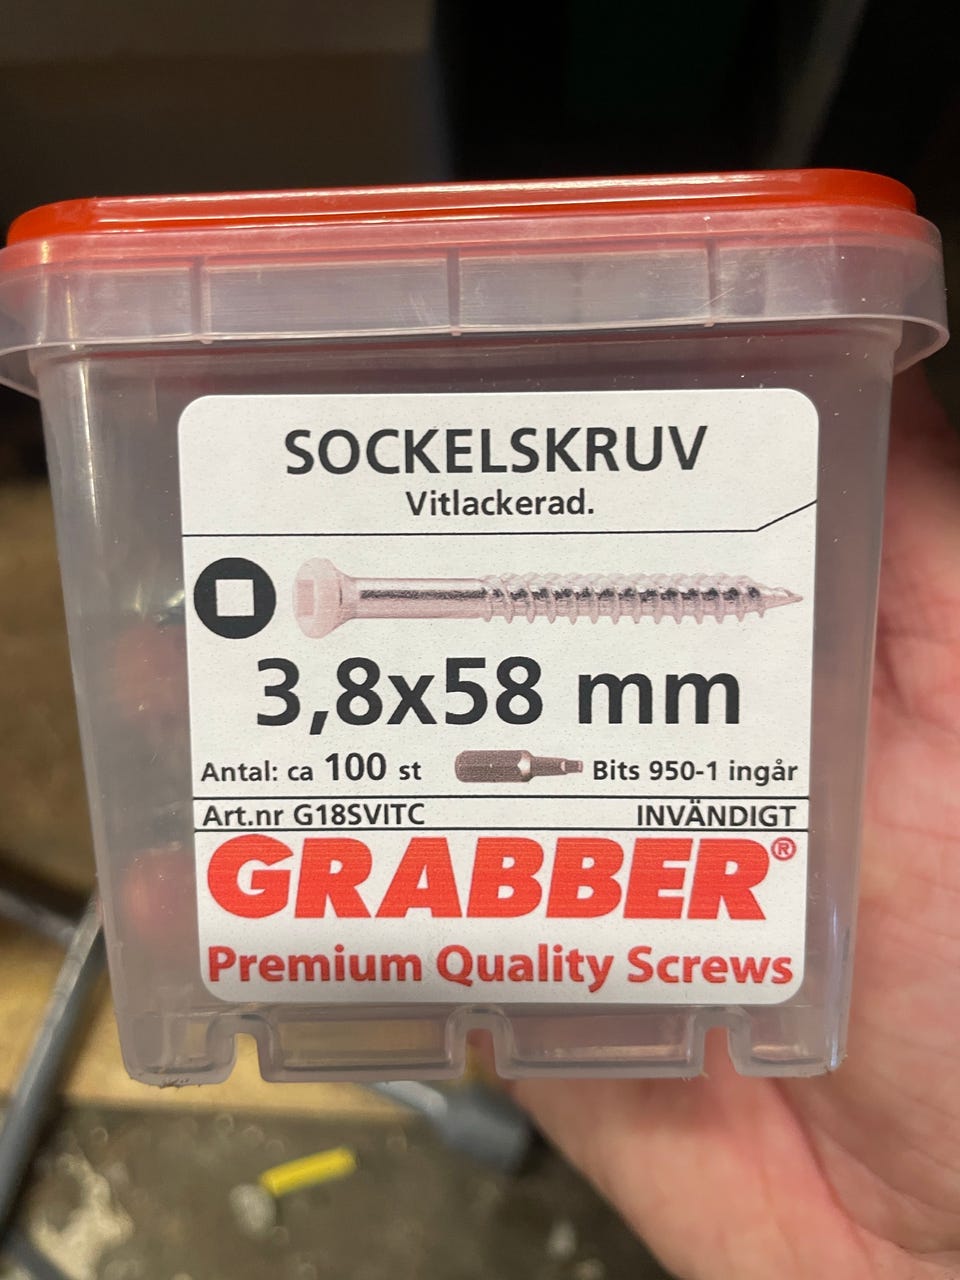 SOCKELSKRUV
Vitlackerad.
3,8x58 mm
Antal: ca 100 st Bits 950-1 ingår
Art.nr G18SVITC INVÄNDIGT
GRABBER®
Premium Quality Screws